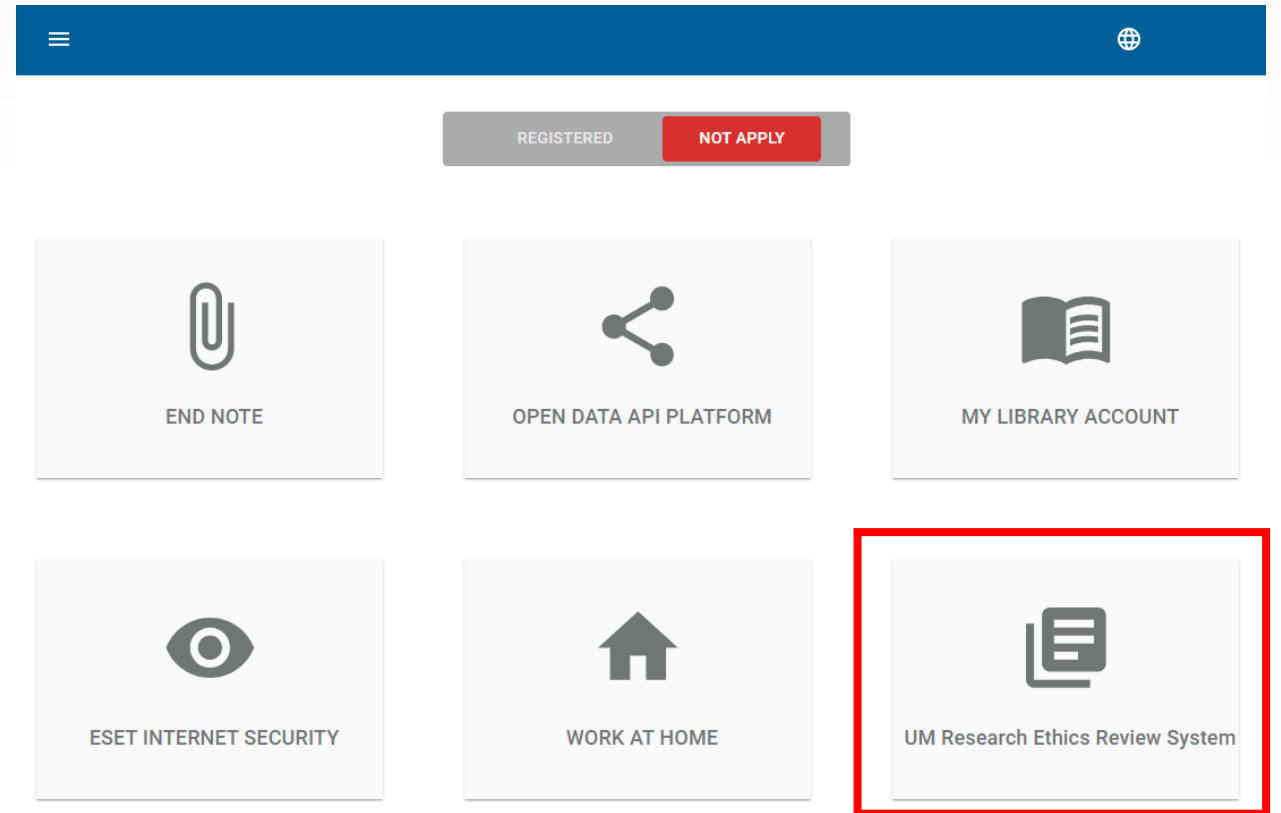 REGISTERED NOT APPLY
END NOTE OPEN DATA API PLATFORM MY LIBRARY ACCOUNT
ESET INTERNET SECURITY WORK AT HOME UM Research Ethics Review System